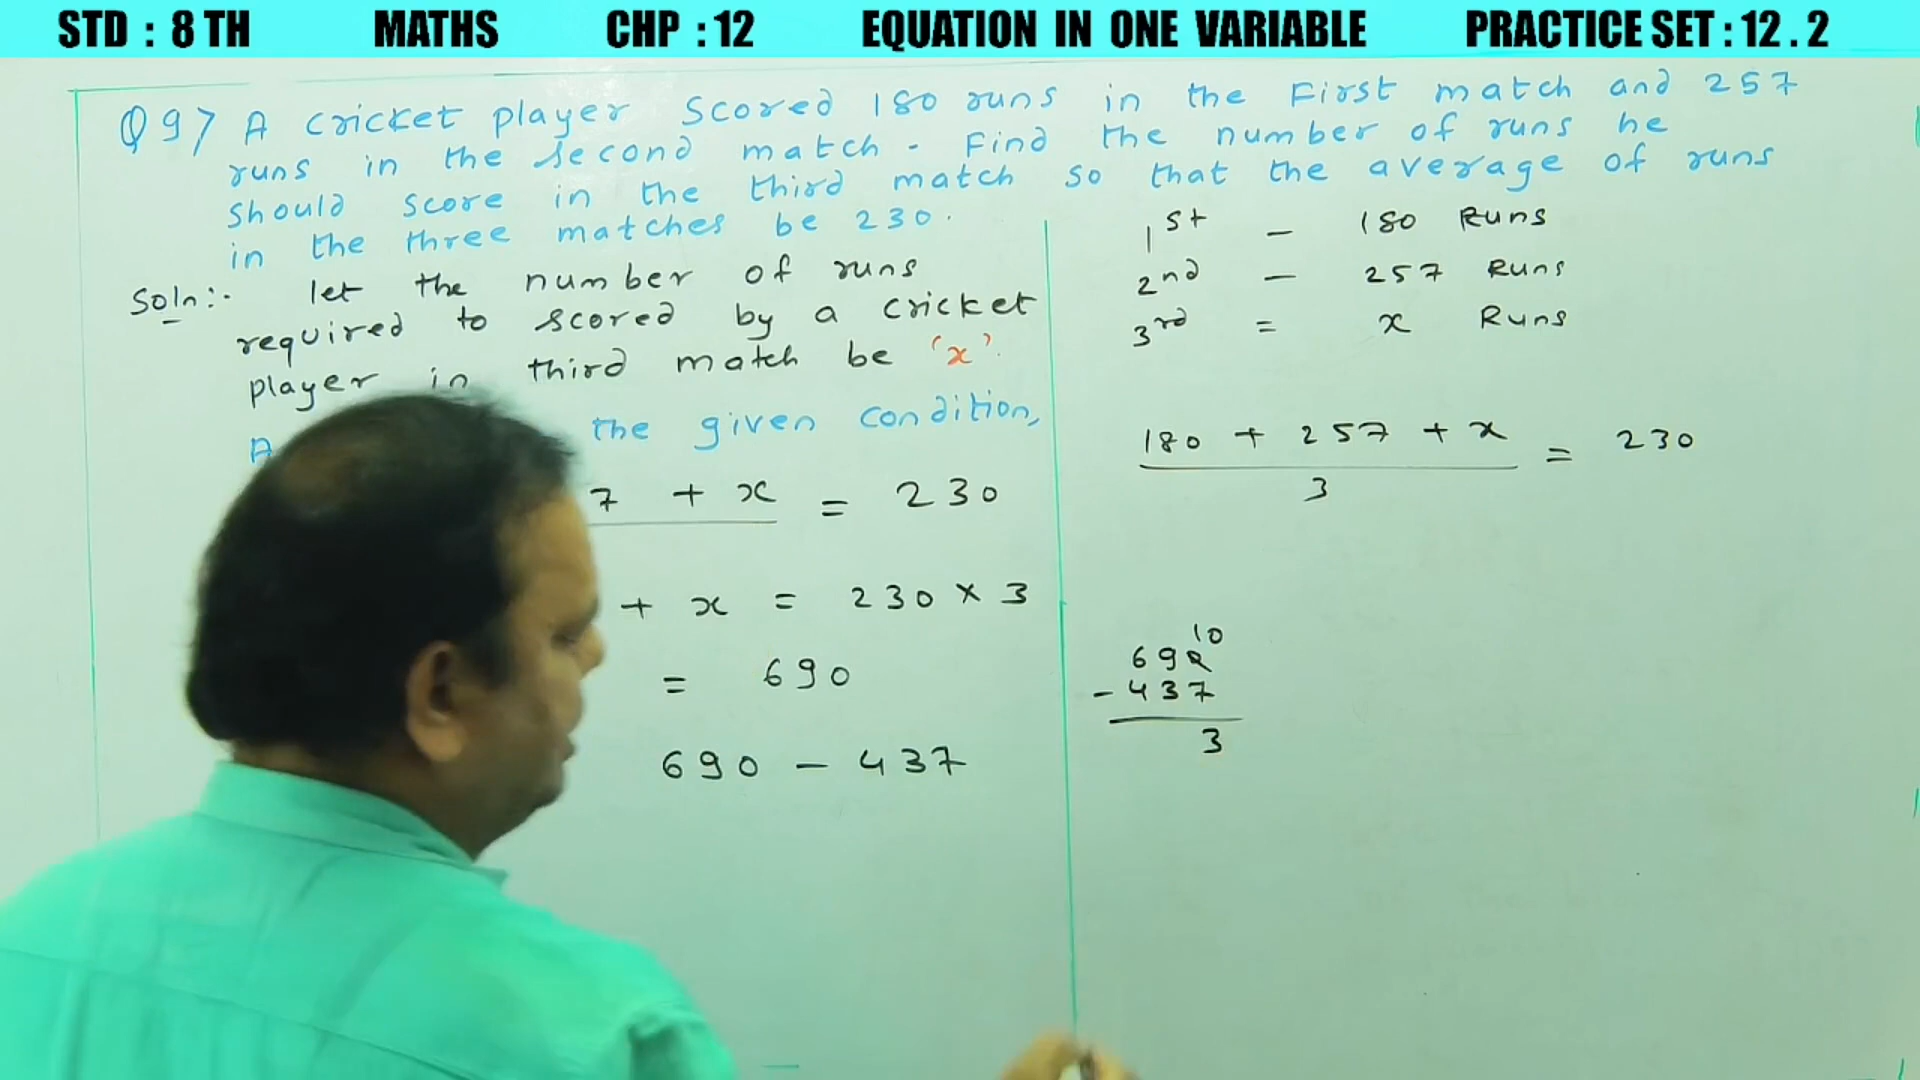 STD : 8 TH MATHS CHP : 12 EQUATION IN ONE VARIABLE PRACTICE SET : 12 . 2
Q 9> A cricket player Scored 180 runs in the First match and 257
runs in the second match. Find the number of runs he
should score in the third match so that the average of runs
in the three matches be 230.
Soln:- let the number of runs
required to scored by a cricket
player in third match be 'x'.
the given condition,
7 + x = 230
+ x = 230 × 3
= 690
690 - 437
1st - 180 Runs
2nd - 257 Runs
3rd = x Runs
180 + 257 + x = 230
3
10
690
- 437
3